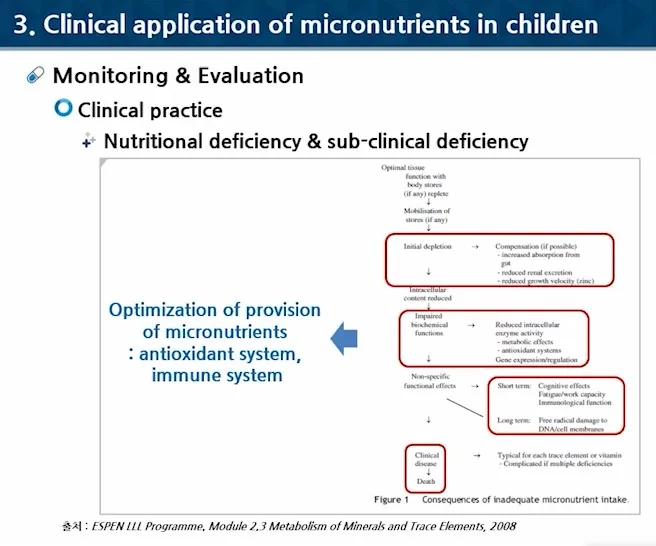 3. Clinical application of micronutrients in children
Monitoring & Evaluation
Clinical practice
Nutritional deficiency & sub-clinical deficiency
Optimization of provision
of micronutrients
: antioxidant system,
immune system
Optimal tissue
function with
body stores
(if any) replete
↓
Mobilisation of
stores (if any)
↓
Initial depletion → Compensation (if possible)
- increased absorption from
gut
↓ - reduced renal excretion
- reduced growth velocity (zinc)
Intracellular
content reduced
↓
Impaired
biochemical → Reduced intracellular
functions enzyme activity
- metabolic effects
- antioxidant systems
↓ Gene expression/regulation
Non-specific
functional effects
Short term: Cognitive effects
Fatigue/work capacity
Immunological function
↓
Long term: Free radical damage to
DNA/cell membranes
Clinical → Typical for each trace element or vitamin
disease - Complicated if multiple deficiencies
↓
Death
Figure 1 Consequences of inadequate micronutrient intake.
출처 : ESPEN LLL Programme, Module 2,3 Metabolism of Minerals and Trace Elements, 2008